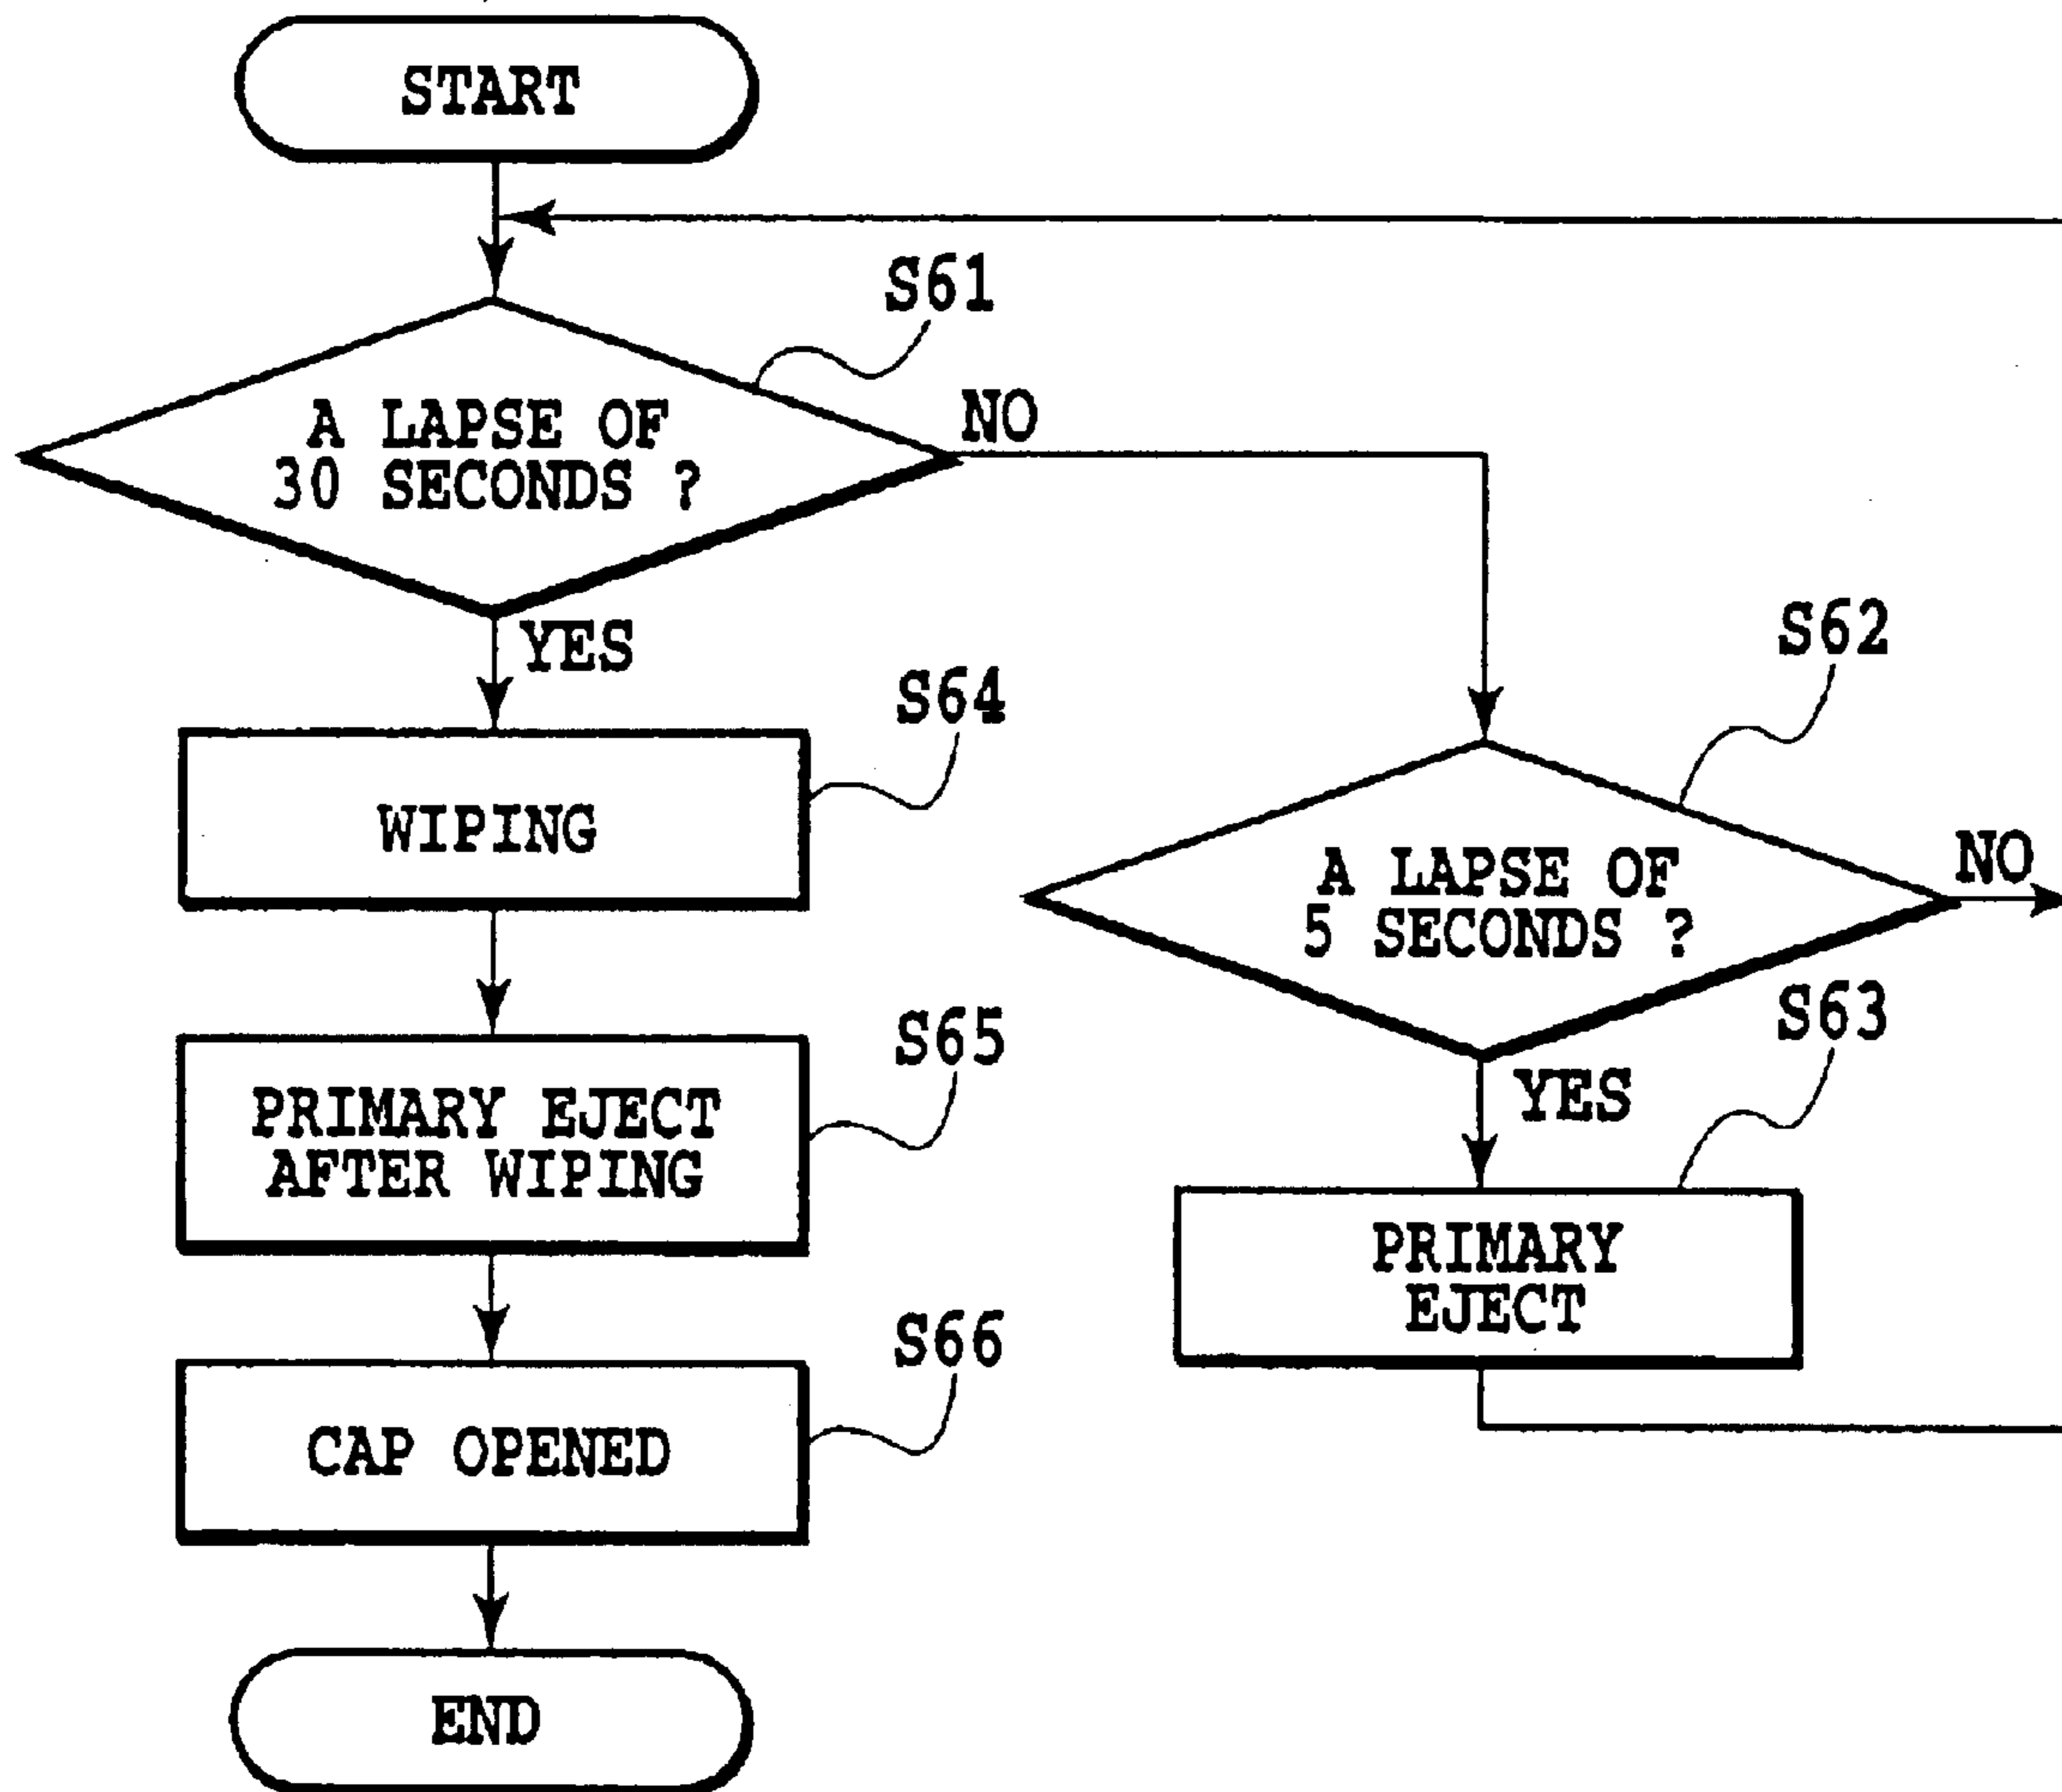 START
S61
A LAPSE OF
30 SECONDS ?
NO
YES
S64
WIPING
S65
PRIMARY EJECT
AFTER WIPING
S66
CAP OPENED
END
S62
A LAPSE OF
5 SECONDS ?
NO
YES
S63
PRIMARY
EJECT